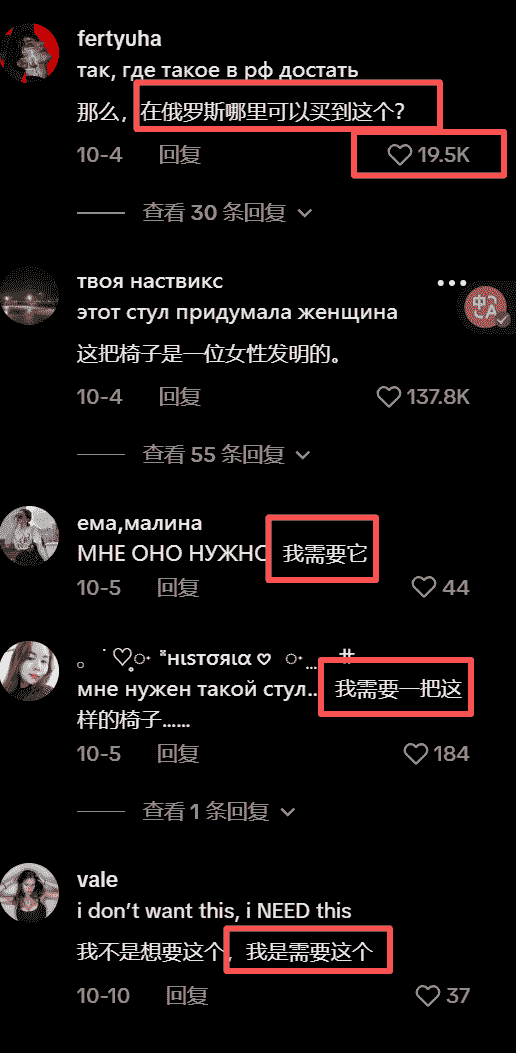 fertyuha
так, где такое в рф достать
那么，在俄罗斯哪里可以买到这个？
10-4 回复 19.5K
查看 30 条回复
твоя наствикс
этот стул придумала женщина
中 A
这把椅子是一位女性发明的。
10-4 回复 137.8K
查看 55 条回复
ема,малина
МНЕ ОНО НУЖНО 我需要它
10-5 回复 44
мне нужен такой стул.. 我需要一把这
样的椅子……
10-5 回复 184
查看 1 条回复
vale
i don’t want this, i NEED this
我不是想要这个，我是需要这个
10-10 回复 37